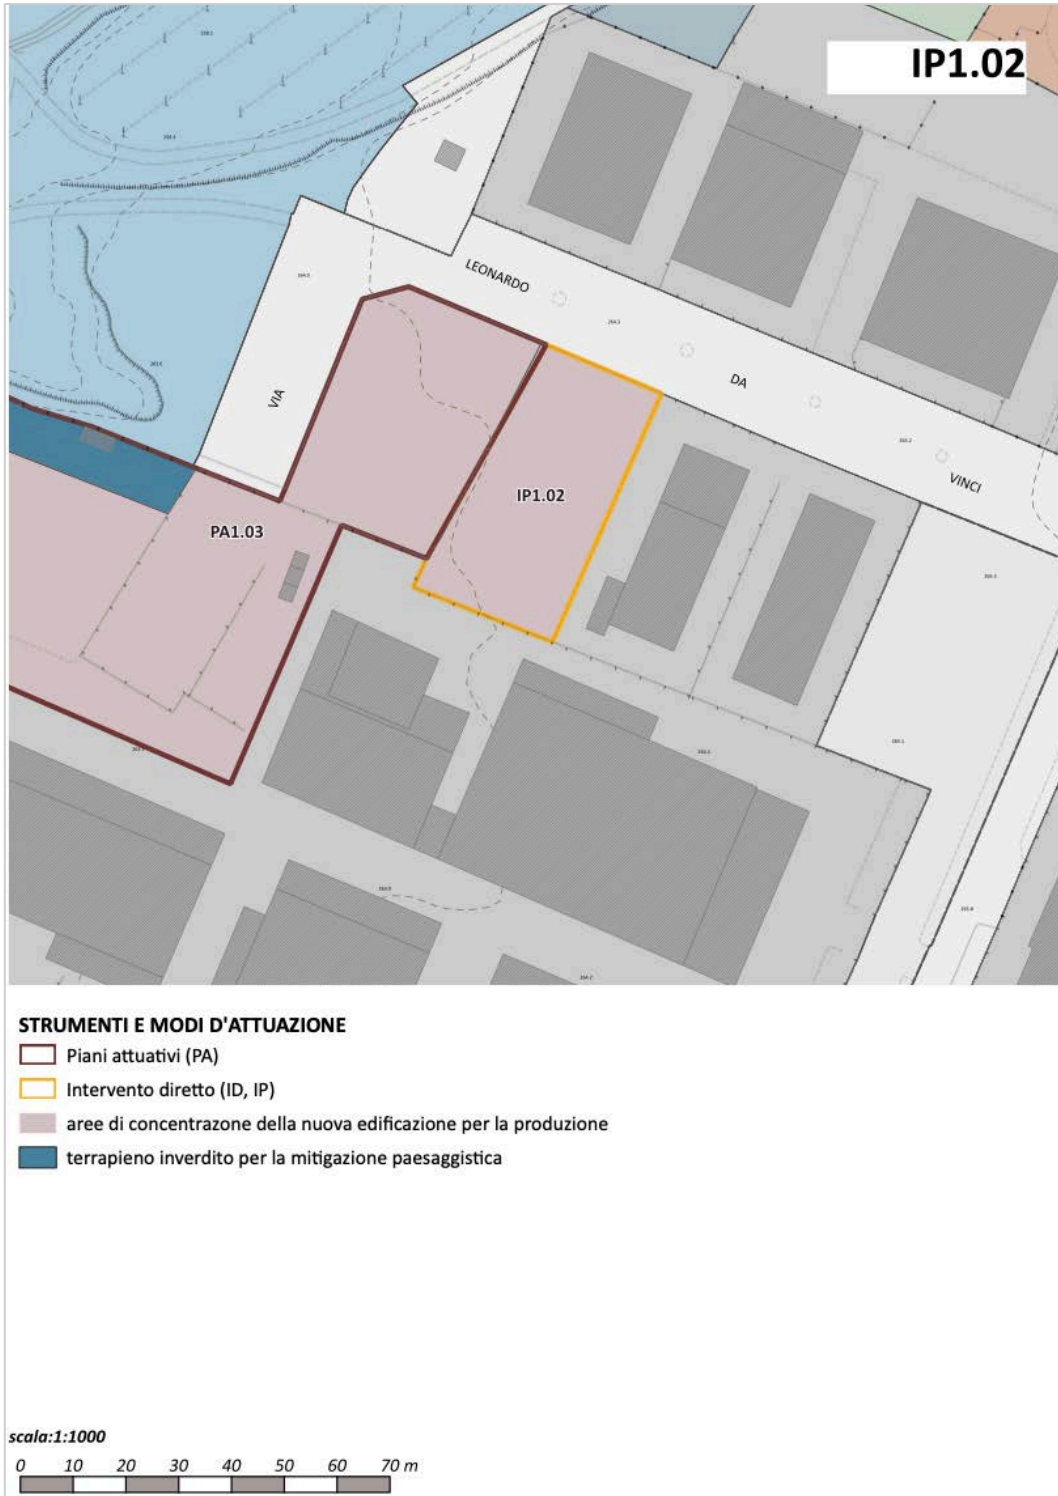 IP1.02
LEONARDO
DA
VINCI
VIA
IP1.02
PA1.03
STRUMENTI E MODI D'ATTUAZIONE
Piani attuativi (PA)
Intervento diretto (ID, IP)
aree di concentrazone della nuova edificazione per la produzione
terrapieno inverdito per la mitigazione paesaggistica
scala:1:1000
0 10 20 30 40 50 60 70 m